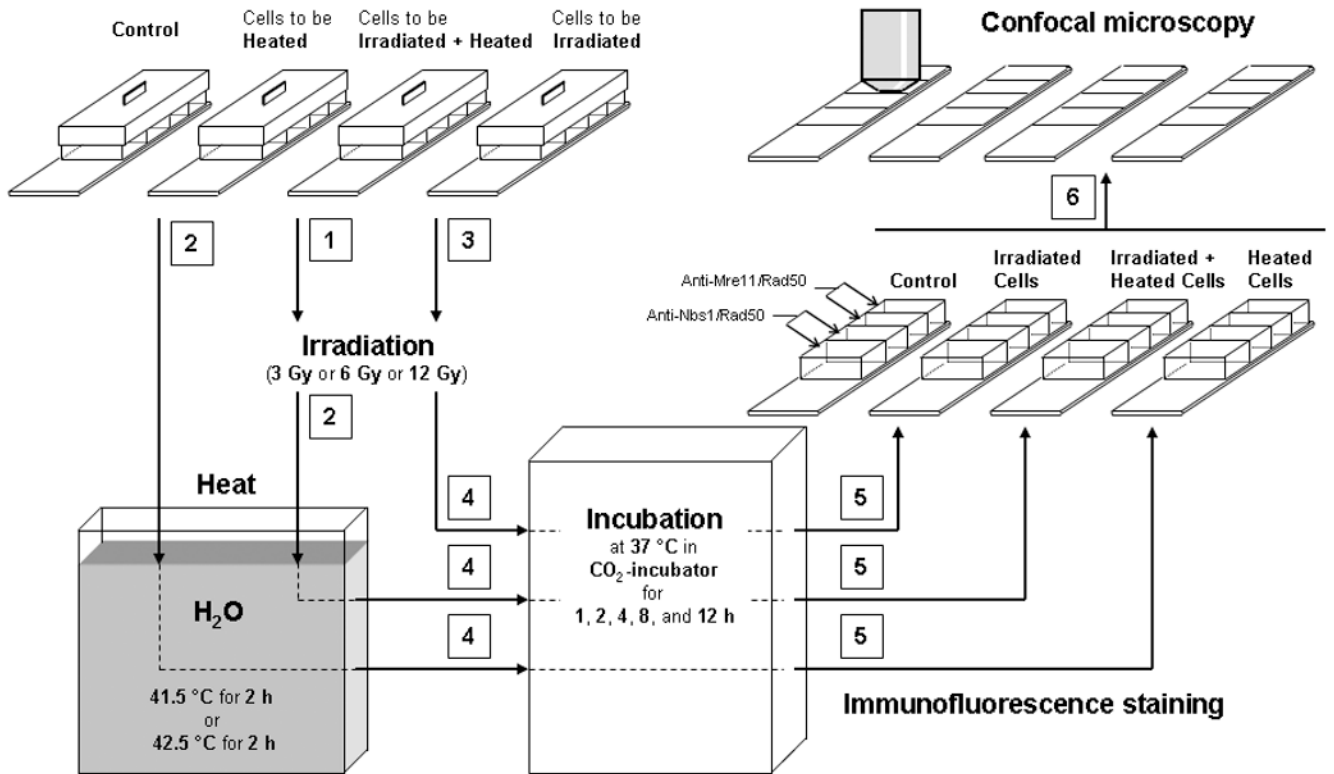 Control
Cells to be
Heated
Cells to be
Irradiated + Heated
Cells to be
Irradiated
Confocal microscopy
2
1
3
6
Irradiation
(3 Gy or 6 Gy or 12 Gy)
2
Anti-Mre11/Rad50
Anti-Nbs1/Rad50
Control
Irradiated
Cells
Irradiated +
Heated Cells
Heated
Cells
Heat
H₂O
41.5 °C for 2 h
or
42.5 °C for 2 h
4
4
4
Incubation
at 37 °C in
CO₂-incubator
for
1, 2, 4, 8, and 12 h
5
5
5
Immunofluorescence staining